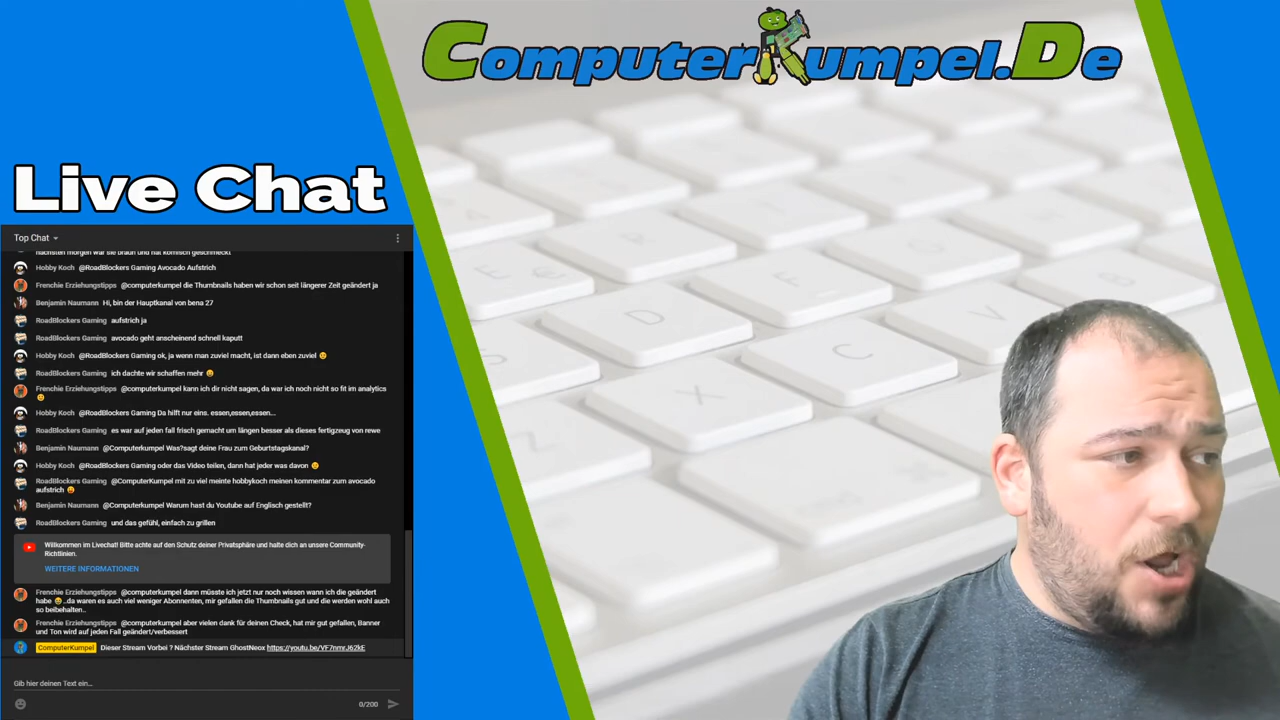 ComputerKumpel.De
Live Chat
Top Chat
nächsten morgen war sie braun und hat komisch geschmeckt
Hobby Koch @RoadBlockers Gaming Avocado Aufstrich
Frenchie Erziehungstipps @computerkumpel die Thumbnails haben wir schon seit längerer Zeit geändert ja
Benjamin Naumann Hi, bin der Hauptkanal von bena 27
RoadBlockers Gaming aufstrich ja
RoadBlockers Gaming avocado geht anscheinend schnell kaputt
Hobby Koch @RoadBlockers Gaming ok, ja wenn man zuviel macht, ist dann eben zuviel
RoadBlockers Gaming ich dachte wir schaffen mehr
Frenchie Erziehungstipps @computerkumpel kann ich dir nicht sagen, da war ich noch nicht so fit im analytics
Hobby Koch @RoadBlockers Gaming Da hilft nur eins. essen,essen,essen...
RoadBlockers Gaming es war auf jeden fall frisch gemacht um längen besser als dieses fertigzeug von rewe
Benjamin Naumann @Computerkumpel Was?sagt deine Frau zum Geburtstagskanal?
Hobby Koch @RoadBlockers Gaming oder das Video teilen, dann hat jeder was davon
RoadBlockers Gaming @ComputerKumpel mit zu viel meinte hobbykoch meinen kommentar zum avocado
aufstrich
Benjamin Naumann @Computerkumpel Warum hast du Youtube auf Englisch gestellt?
RoadBlockers Gaming und das gefühl, einfach zu grillen
Willkommen im Livechat! Bitte achte auf den Schutz deiner Privatsphäre und halte dich an unsere Community-
Richtlinien.
WEITERE INFORMATIONEN
Frenchie Erziehungstipps @computerkumpel dann müsste ich jetzt nur noch wissen wann ich die geändert
habe ..da waren es auch viel weniger Abonnenten, mir gefallen die Thumbnails gut und die werden wohl auch
so beibehalten..
Frenchie Erziehungstipps @computerkumpel aber vielen dank für deinen Check, hat mir gut gefallen, Banner
und Ton wird auf jeden Fall geändert/verbessert
ComputerKumpel Dieser Stream Vorbei ? Nächster Stream GhostNeox https://youtu.be/VF7nmrJ62kE
Gib hier deinen Text ein...
0/200